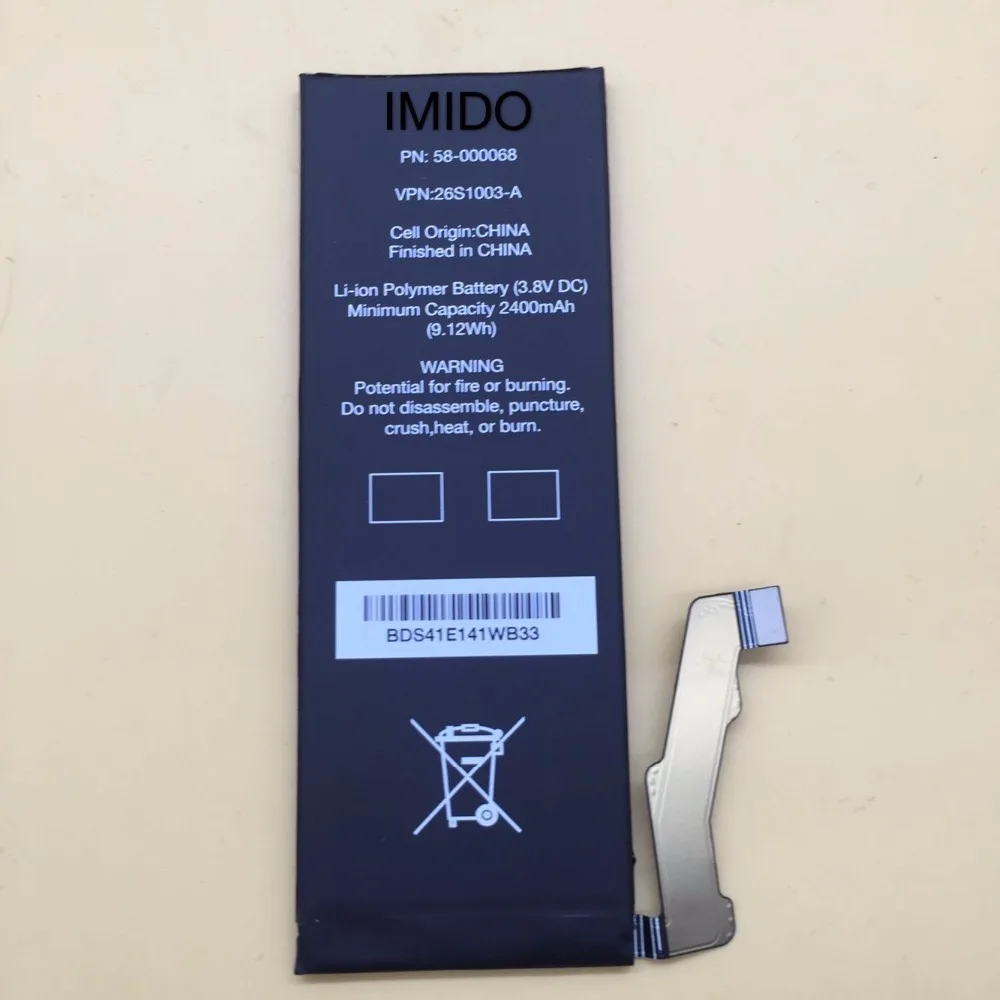 IMIDO
PN: 58-000068
VPN:26S1003-A
Cell Origin:CHINA
Finished in CHINA
Li-ion Polymer Battery (3.8V DC)
Minimum Capacity 2400mAh
(9.12Wh)
WARNING
Potential for fire or burning.
Do not disassemble, puncture,
crush,heat, or burn.
BDS41E141WB33